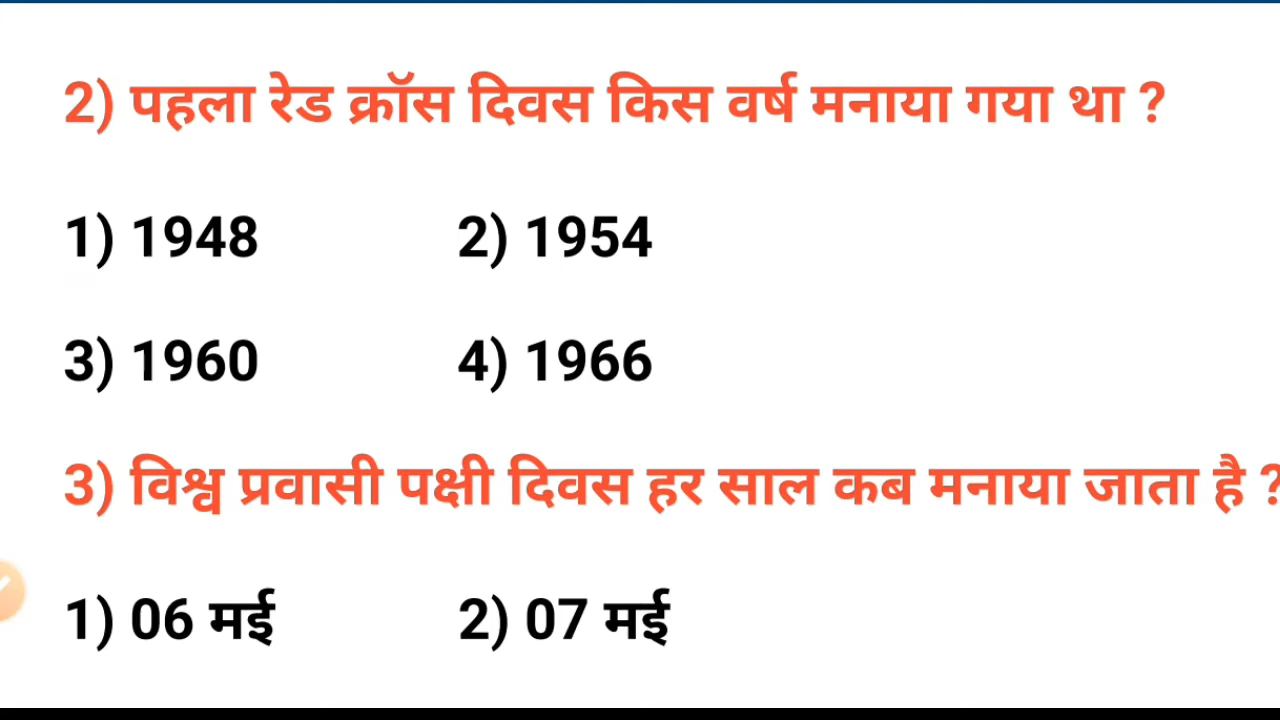 2) पहला रेड क्रॉस दिवस किस वर्ष मनाया गया था ?
1) 1948 2) 1954
3) 1960 4) 1966
3) विश्व प्रवासी पक्षी दिवस हर साल कब मनाया जाता है ?
1) 06 मई 2) 07 मई